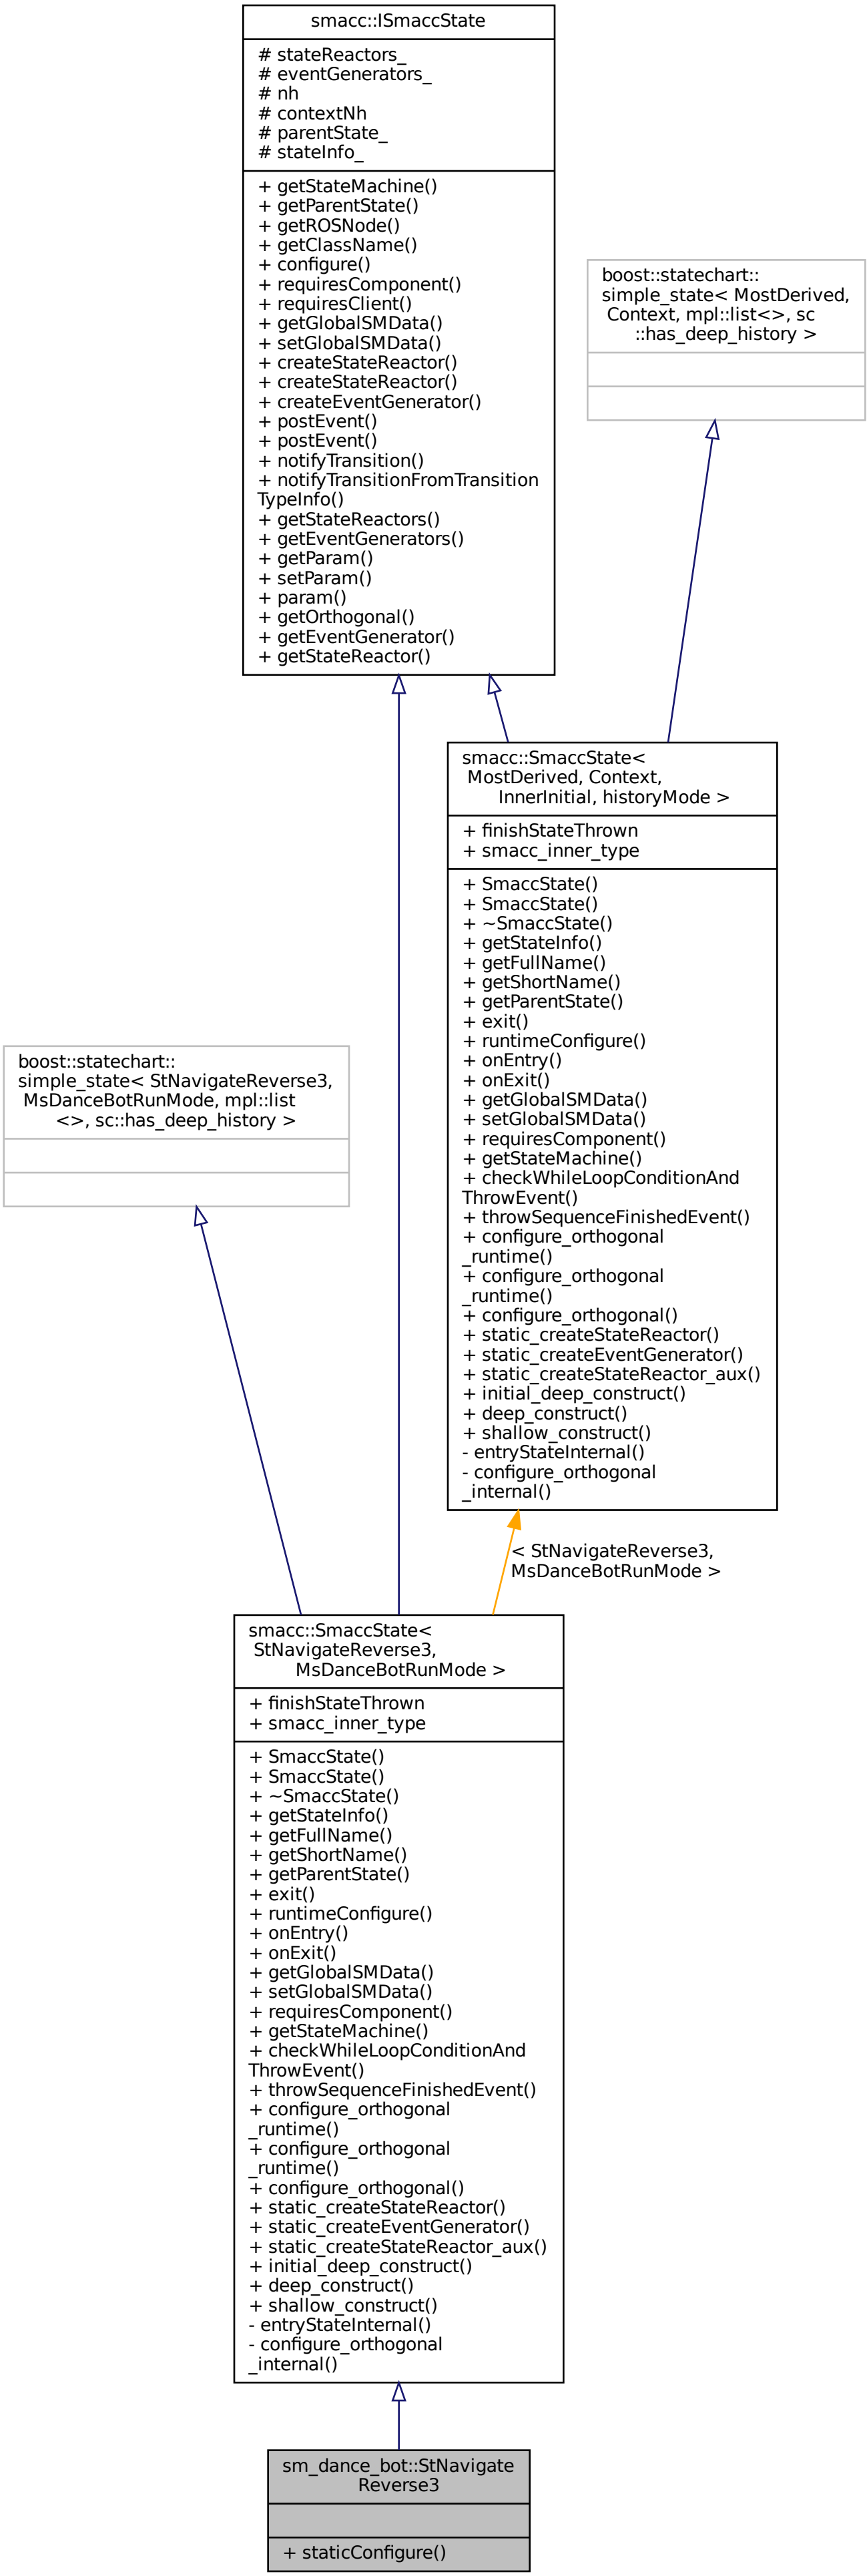 smacc::ISmaccState
# stateReactors_
# eventGenerators_
# nh
# contextNh
# parentState_
# stateInfo_
+ getStateMachine()
+ getParentState()
+ getROSNode()
+ getClassName()
+ configure()
+ requiresComponent()
+ requiresClient()
+ getGlobalSMData()
+ setGlobalSMData()
+ createStateReactor()
+ createStateReactor()
+ createEventGenerator()
+ postEvent()
+ postEvent()
+ notifyTransition()
+ notifyTransitionFromTransition
TypeInfo()
+ getStateReactors()
+ getEventGenerators()
+ getParam()
+ setParam()
+ param()
+ getOrthogonal()
+ getEventGenerator()
+ getStateReactor()
boost::statechart::
simple_state< MostDerived,
Context, mpl::list<>, sc
::has_deep_history >
smacc::SmaccState<
MostDerived, Context,
InnerInitial, historyMode >
+ finishStateThrown
+ smacc_inner_type
+ SmaccState()
+ SmaccState()
+ ~SmaccState()
+ getStateInfo()
+ getFullName()
+ getShortName()
+ getParentState()
+ exit()
+ runtimeConfigure()
+ onEntry()
+ onExit()
+ getGlobalSMData()
+ setGlobalSMData()
+ requiresComponent()
+ getStateMachine()
+ checkWhileLoopConditionAnd
ThrowEvent()
+ throwSequenceFinishedEvent()
+ configure_orthogonal
_runtime()
+ configure_orthogonal
_runtime()
+ configure_orthogonal()
+ static_createStateReactor()
+ static_createEventGenerator()
+ static_createStateReactor_aux()
+ initial_deep_construct()
+ deep_construct()
+ shallow_construct()
- entryStateInternal()
- configure_orthogonal
_internal()
boost::statechart::
simple_state< StNavigateReverse3,
MsDanceBotRunMode, mpl::list
<>, sc::has_deep_history >
< StNavigateReverse3,
MsDanceBotRunMode >
smacc::SmaccState<
StNavigateReverse3,
MsDanceBotRunMode >
+ finishStateThrown
+ smacc_inner_type
+ SmaccState()
+ SmaccState()
+ ~SmaccState()
+ getStateInfo()
+ getFullName()
+ getShortName()
+ getParentState()
+ exit()
+ runtimeConfigure()
+ onEntry()
+ onExit()
+ getGlobalSMData()
+ setGlobalSMData()
+ requiresComponent()
+ getStateMachine()
+ checkWhileLoopConditionAnd
ThrowEvent()
+ throwSequenceFinishedEvent()
+ configure_orthogonal
_runtime()
+ configure_orthogonal
_runtime()
+ configure_orthogonal()
+ static_createStateReactor()
+ static_createEventGenerator()
+ static_createStateReactor_aux()
+ initial_deep_construct()
+ deep_construct()
+ shallow_construct()
- entryStateInternal()
- configure_orthogonal
_internal()
sm_dance_bot::StNavigate
Reverse3
+ staticConfigure()